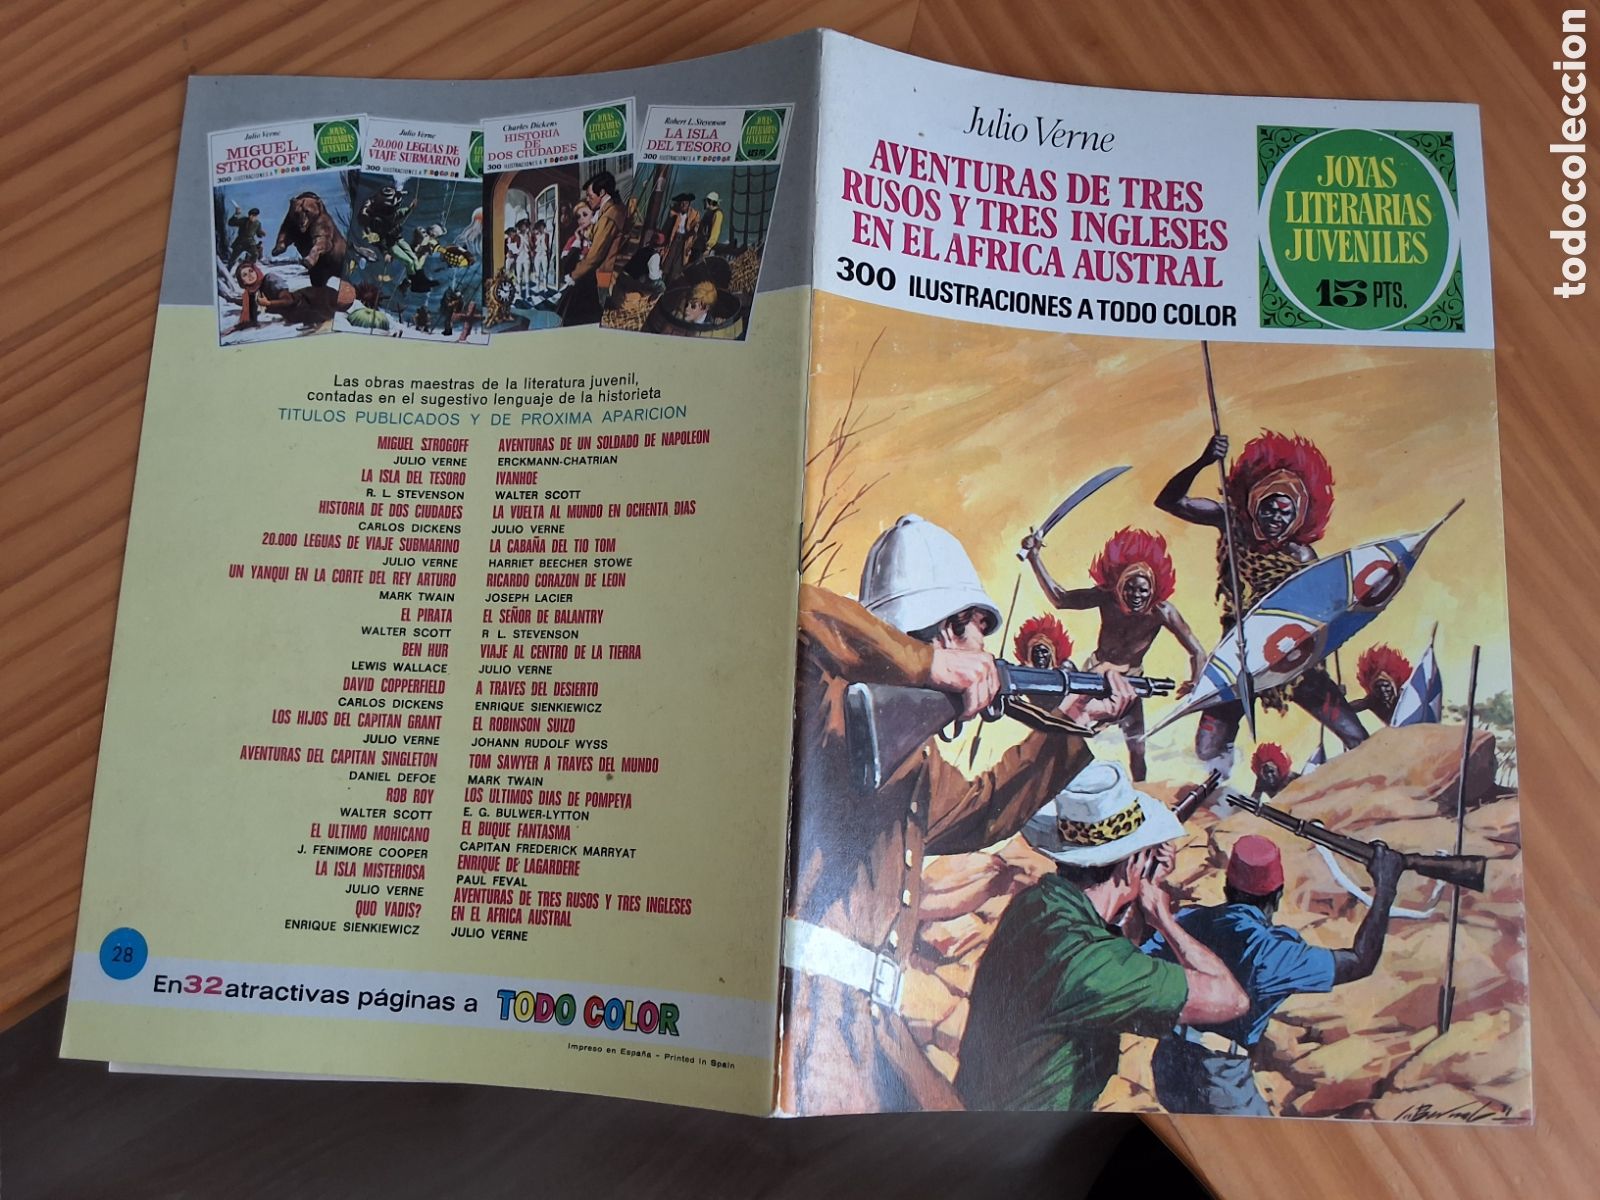 todocoleccion
Julio Verne
AVENTURAS DE TRES
RUSOS Y TRES INGLESES
EN EL AFRICA AUSTRAL
300 ILUSTRACIONES A TODO COLOR
JOYAS
LITERARIAS
JUVENILES
15 PTS.
Julio Verne
MIGUEL
STROGOFF
300 ILUSTRACIONES A TODO COLOR
JOYAS
LITERARIAS
JUVENILES
15 PTS.
Julio Verne
20.000 LEGUAS DE
VIAJE SUBMARINO
300 ILUSTRACIONES A TODO COLOR
Charles Dickens
HISTORIA
DE
DOS CIUDADES
300 ILUSTRACIONES A TODO COLOR
JOYAS
LITERARIAS
JUVENILES
15 PTS.
Robert L. Stevenson
LA ISLA
DEL TESORO
300 ILUSTRACIONES A TODO COLOR
JOYAS
LITERARIAS
JUVENILES
15 PTS.
Las obras maestras de la literatura juvenil,
contadas en el sugestivo lenguaje de la historieta
TITULOS PUBLICADOS Y DE PROXIMA APARICION
MIGUEL STROGOFF
JULIO VERNE
LA ISLA DEL TESORO
R. L. STEVENSON
HISTORIA DE DOS CIUDADES
CARLOS DICKENS
20.000 LEGUAS DE VIAJE SUBMARINO
JULIO VERNE
UN YANQUI EN LA CORTE DEL REY ARTURO
MARK TWAIN
EL PIRATA
WALTER SCOTT
BEN HUR
LEWIS WALLACE
DAVID COPPERFIELD
CARLOS DICKENS
LOS HIJOS DEL CAPITAN GRANT
JULIO VERNE
AVENTURAS DEL CAPITAN SINGLETON
DANIEL DEFOE
ROB ROY
WALTER SCOTT
EL ULTIMO MOHICANO
J. FENIMORE COOPER
LA ISLA MISTERIOSA
JULIO VERNE
QUO VADIS?
ENRIQUE SIENKIEWICZ
AVENTURAS DE UN SOLDADO DE NAPOLEON
ERCKMANN-CHATRIAN
IVANHOE
WALTER SCOTT
LA VUELTA AL MUNDO EN OCHENTA DIAS
JULIO VERNE
LA CABAÑA DEL TIO TOM
HARRIET BEECHER STOWE
RICARDO CORAZON DE LEON
JOSEPH LACIER
EL SEÑOR DE BALANTRY
R L. STEVENSON
VIAJE AL CENTRO DE LA TIERRA
JULIO VERNE
A TRAVES DEL DESIERTO
ENRIQUE SIENKIEWICZ
EL ROBINSON SUIZO
JOHANN RUDOLF WYSS
TOM SAWYER A TRAVES DEL MUNDO
MARK TWAIN
LOS ULTIMOS DIAS DE POMPEYA
E. G. BULWER-LYTTON
EL BUQUE FANTASMA
CAPITAN FREDERICK MARRYAT
ENRIQUE DE LAGARDERE
PAUL FEVAL
AVENTURAS DE TRES RUSOS Y TRES INGLESES
EN EL AFRICA AUSTRAL
JULIO VERNE
28
En 32 atractivas páginas a TODO COLOR
Impreso en España - Printed in Spain